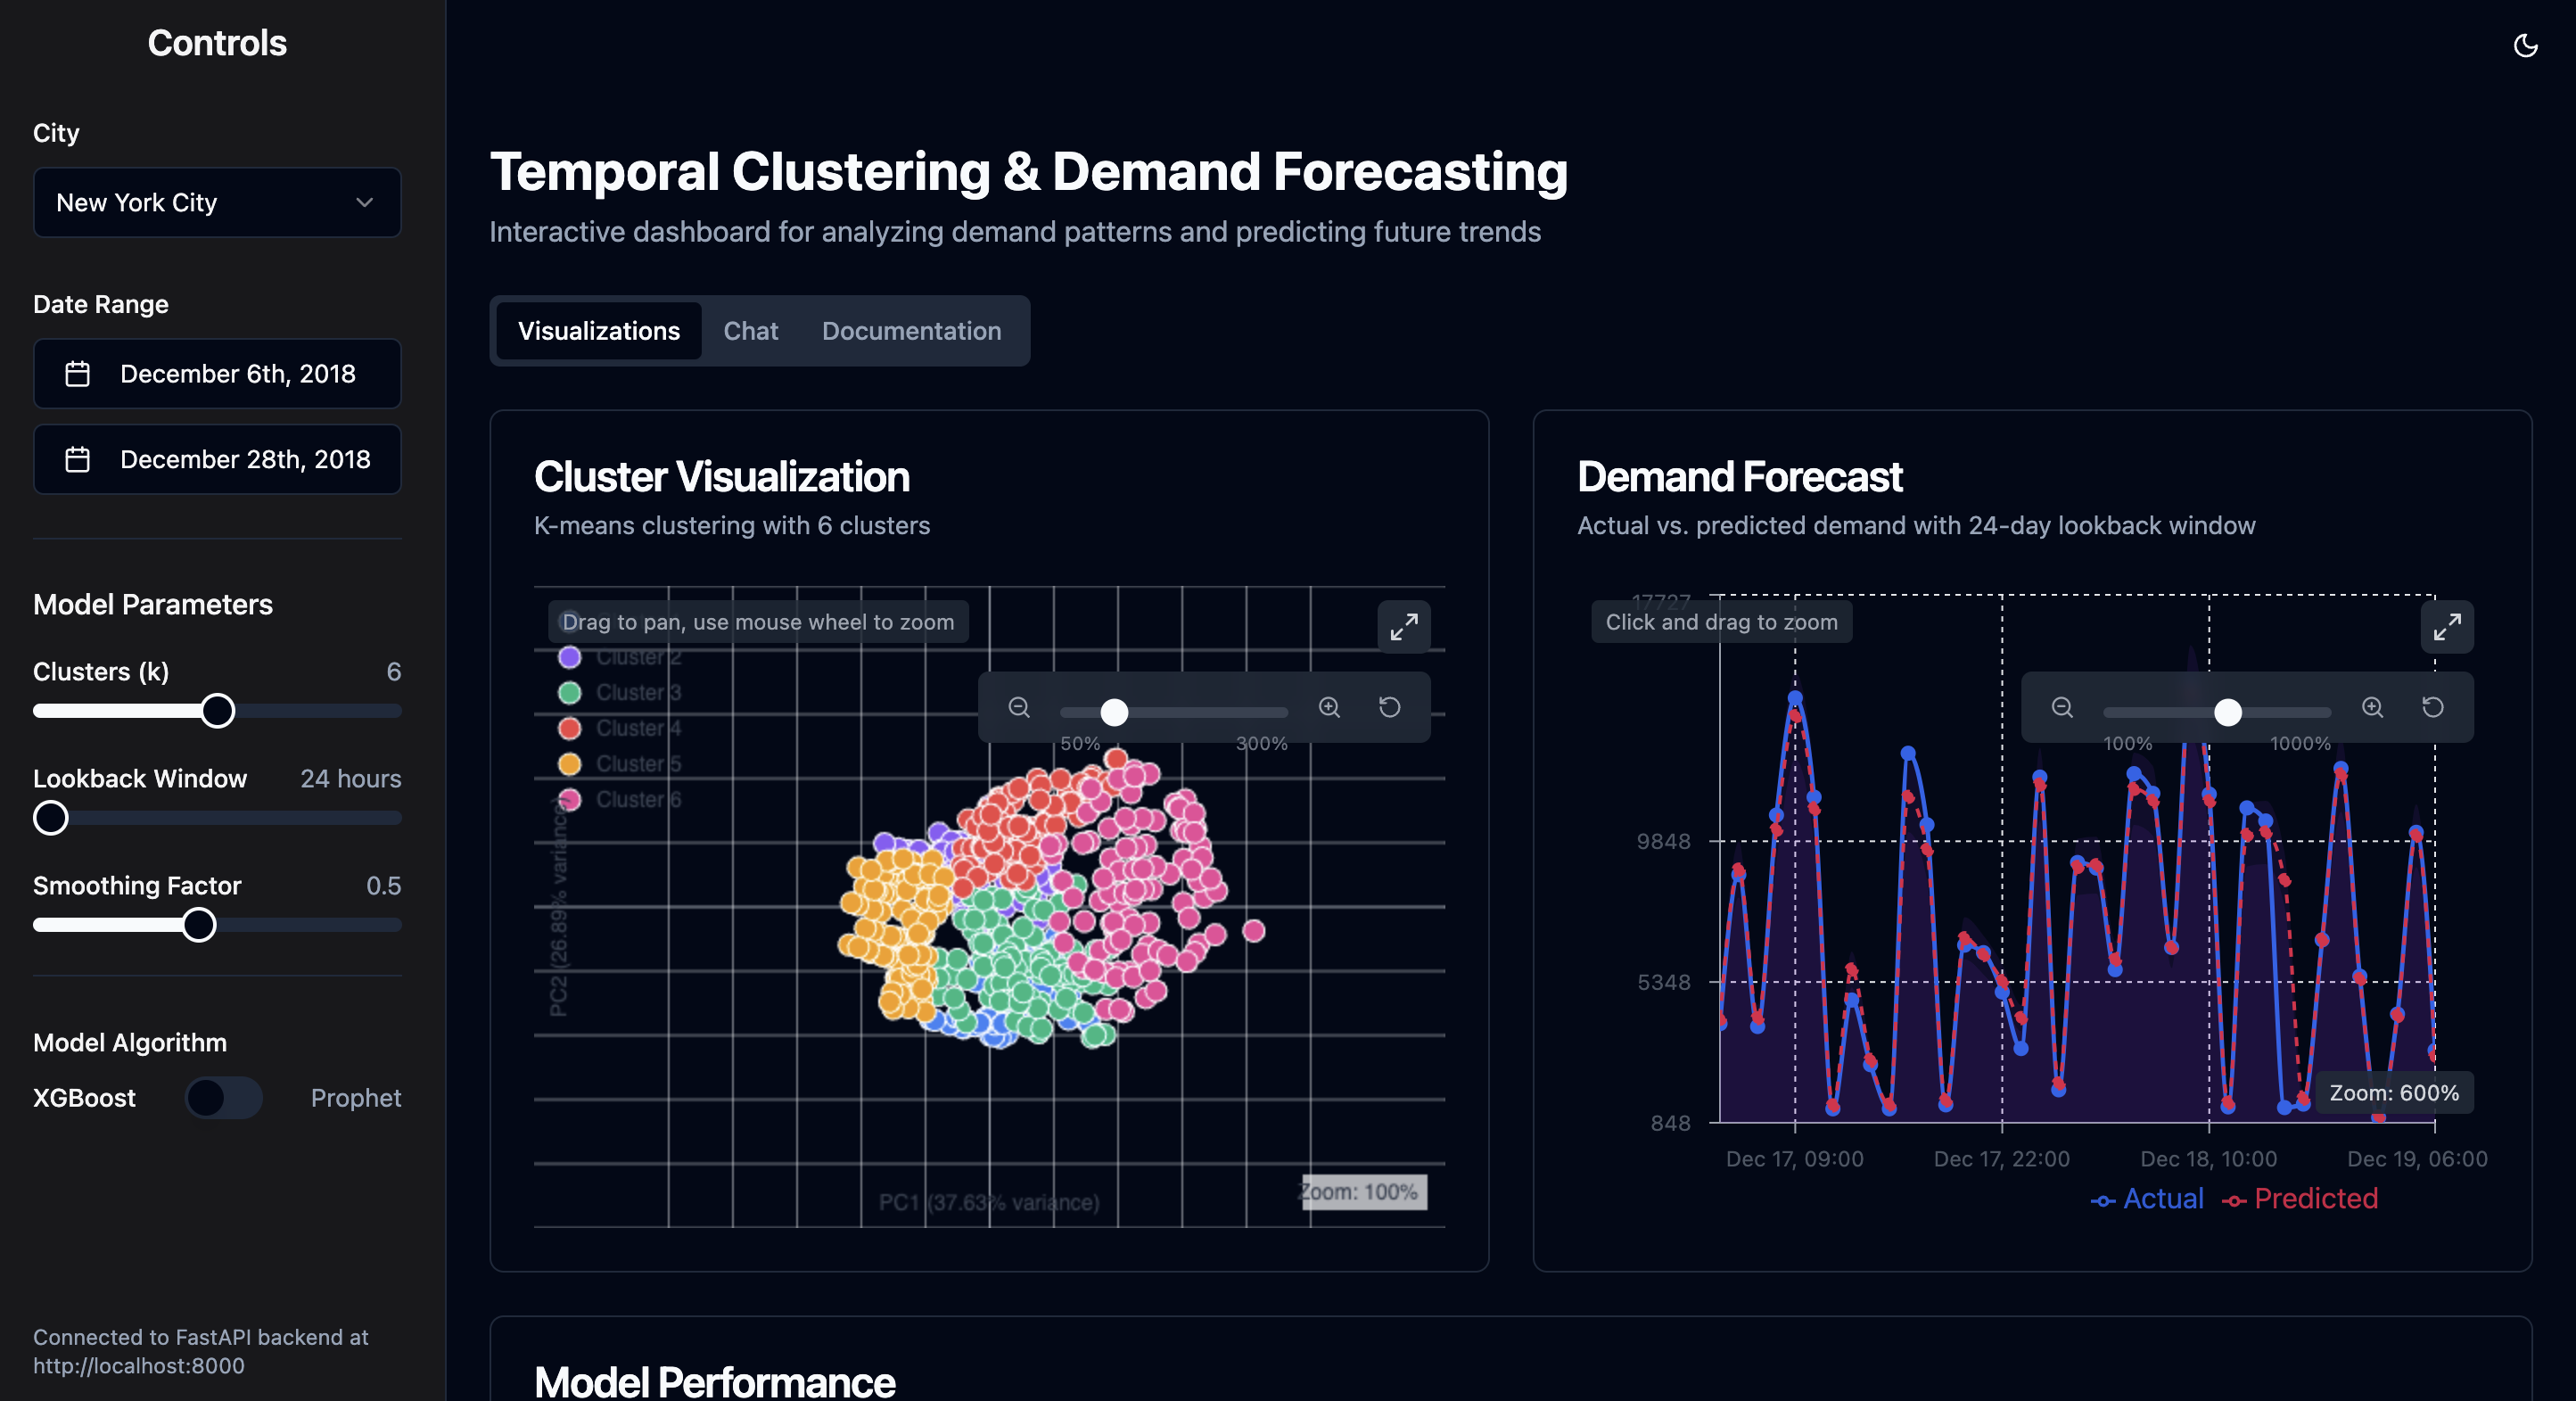 Controls
City
New York City
Date Range
December 6th, 2018
December 28th, 2018
Model Parameters
Clusters (k) 6
Lookback Window 24 hours
Smoothing Factor 0.5
Model Algorithm
XGBoost Prophet
Connected to FastAPI backend at
http://localhost:8000
Temporal Clustering & Demand Forecasting
Interactive dashboard for analyzing demand patterns and predicting future trends
Visualizations Chat Documentation
Cluster Visualization
K-means clustering with 6 clusters
Drag to pan, use mouse wheel to zoom
Cluster 2
Cluster 3
Cluster 4
Cluster 5
Cluster 6
50% 300%
PC2 (26.89% variance)
PC1 (37.63% variance)
Zoom: 100%
Demand Forecast
Actual vs. predicted demand with 24-day lookback window
17727
Click and drag to zoom
100% 1000%
9848
5348
848
Zoom: 600%
Dec 17, 09:00 Dec 17, 22:00 Dec 18, 10:00 Dec 19, 06:00
Actual Predicted
Model Performance